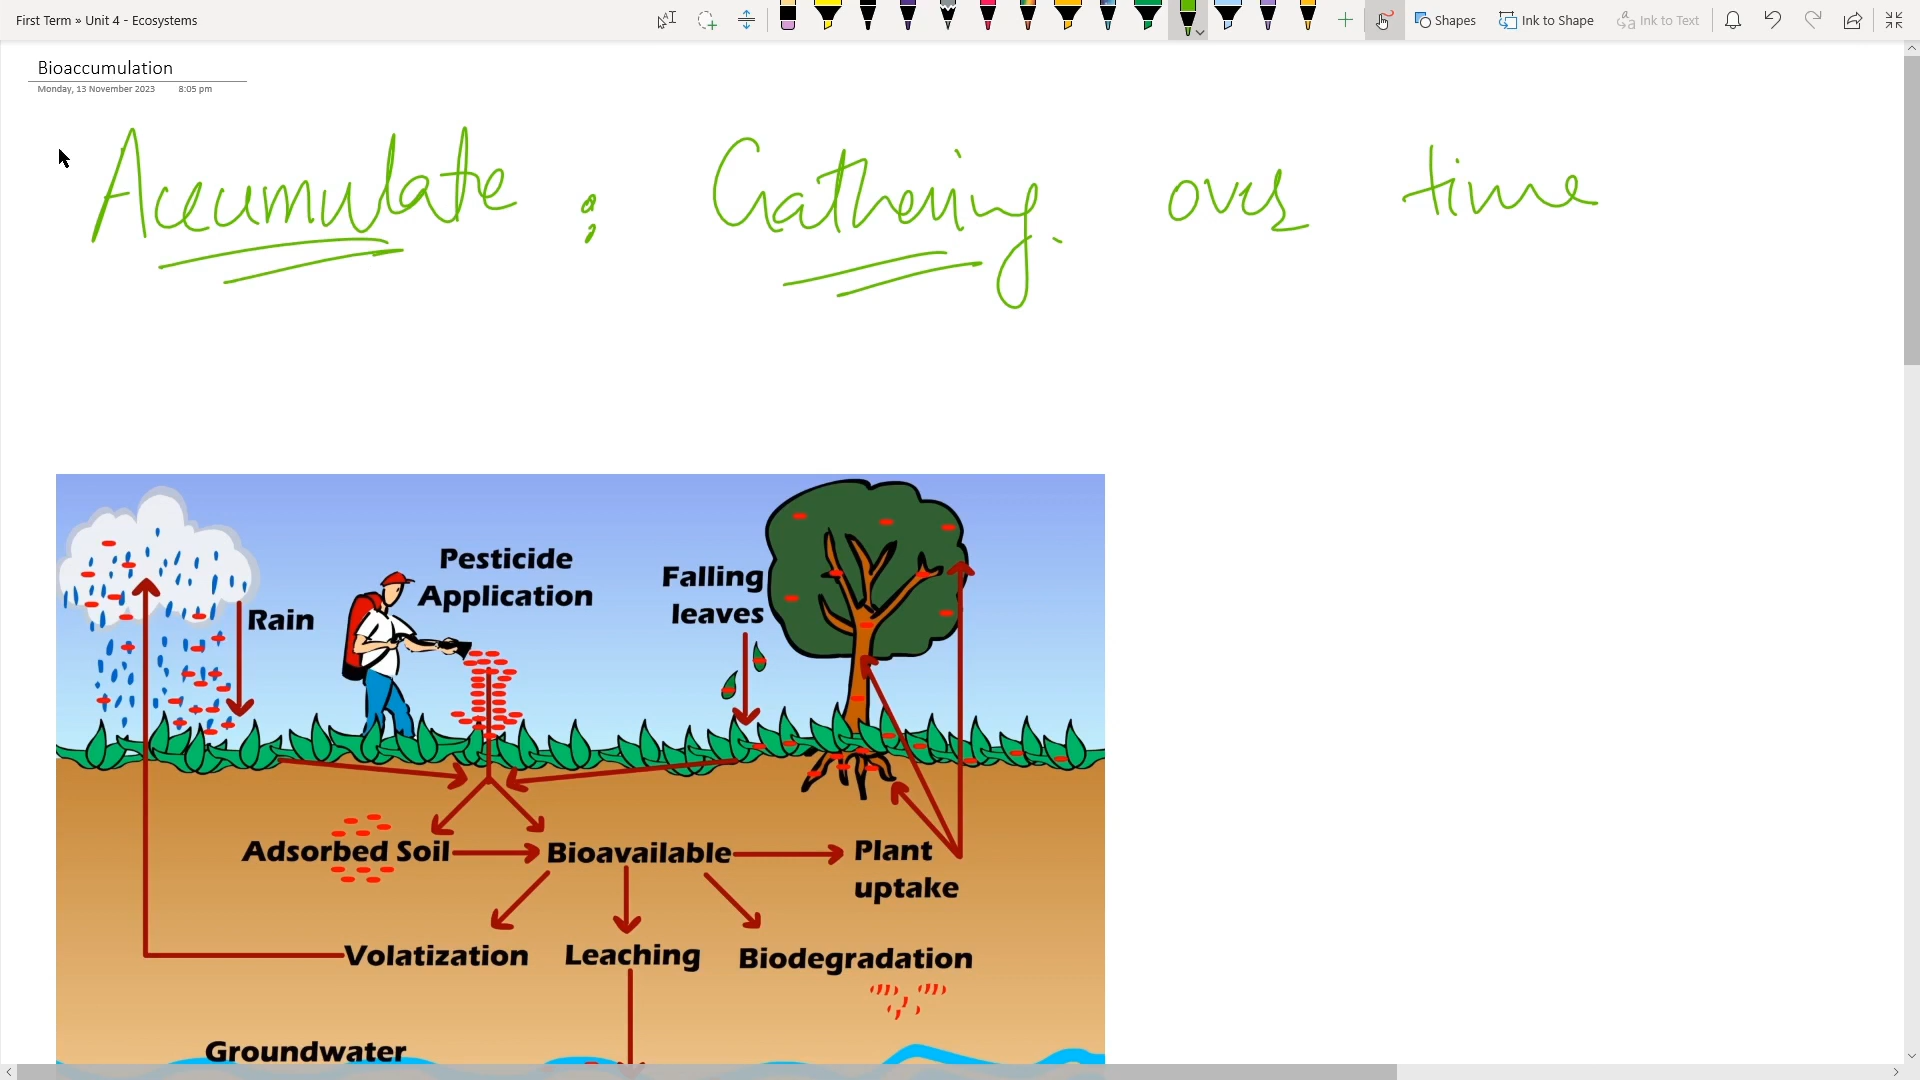 First Term » Unit 4 - Ecosystems
Shapes
Ink to Shape
Ink to Text
Bioaccumulation
Monday, 13 November 2023 8:05 pm
Accumulate : Gathering over time
Pesticide
Application
Falling
leaves
Rain
Adsorbed Soil
Bioavailable
Plant
uptake
Volatization
Leaching
Biodegradation
Groundwater